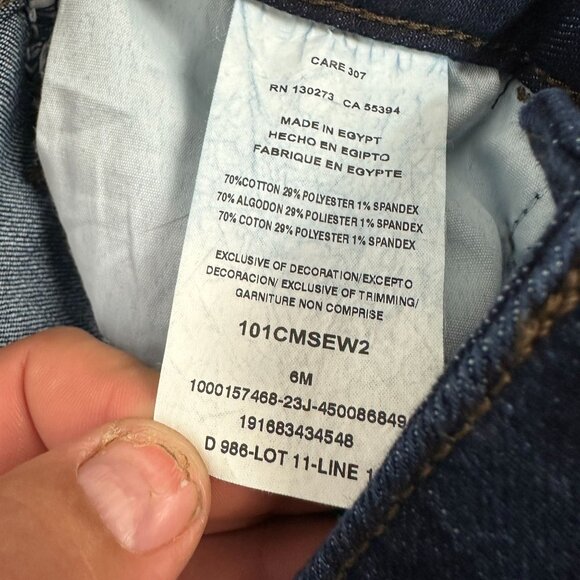 CARE 307
RN 130273 CA 55394
MADE IN EGYPT
HECHO EN EGIPTO
FABRIQUE EN EGYPTE
70%COTTON 29% POLYESTER 1% SPANDEX
70% ALGODON 29% POLIESTER 1% SPANDEX
70% COTON 29% POLYESTER 1% SPANDEX
EXCLUSIVE OF DECORATION/EXCEPTO
DECORACION/ EXCLUSIVE OF TRIMMING/
GARNITURE NON COMPRISE
101CMSEW2
6M
1000157468-23J-450086849
191683434548
D 986-LOT 11-LINE